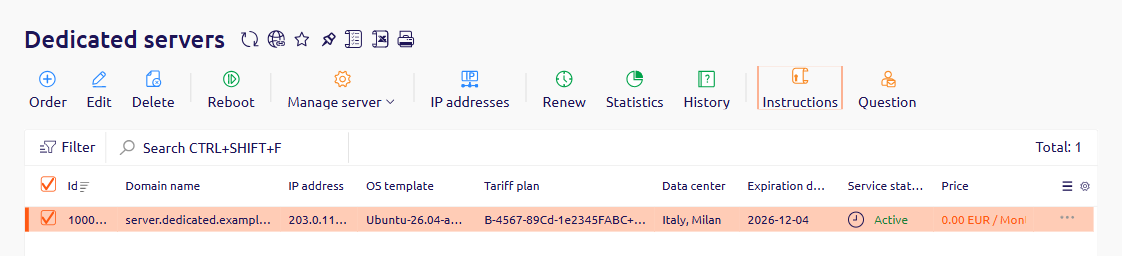 Dedicated servers
Order Edit Delete Reboot Manage server IP addresses Renew Statistics History Instructions Question
Filter Search CTRL+SHIFT+F Total: 1
Id Domain name IP address OS template Tariff plan Data center Expiration d... Service stat... Price
1000... server.dedicated.exampl... 203.0.11... Ubuntu-26.04-a... B-4567-89Cd-1e2345FABC+... Italy, Milan 2026-12-04 Active 0.00 EUR / Mon